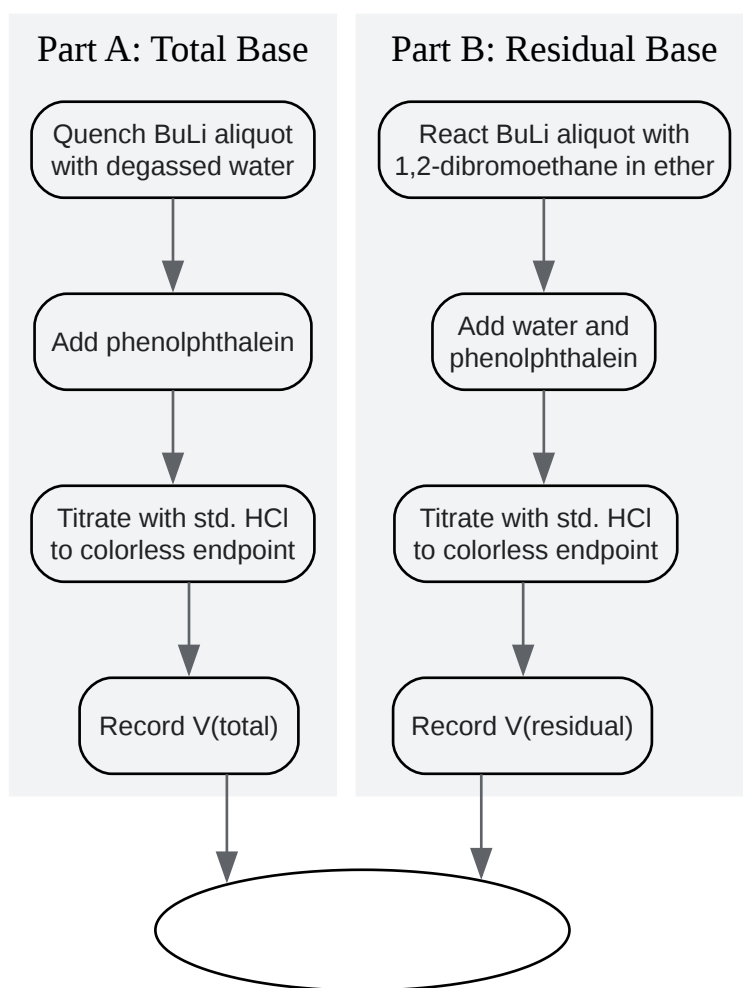 Part A: Total Base
Quench BuLi aliquot
with degassed water
Add phenolphthalein
Titrate with std. HCl
to colorless endpoint
Record V(total)
Part B: Residual Base
React BuLi aliquot with
1,2-dibromoethane in ether
Add water and
phenolphthalein
Titrate with std. HCl
to colorless endpoint
Record V(residual)